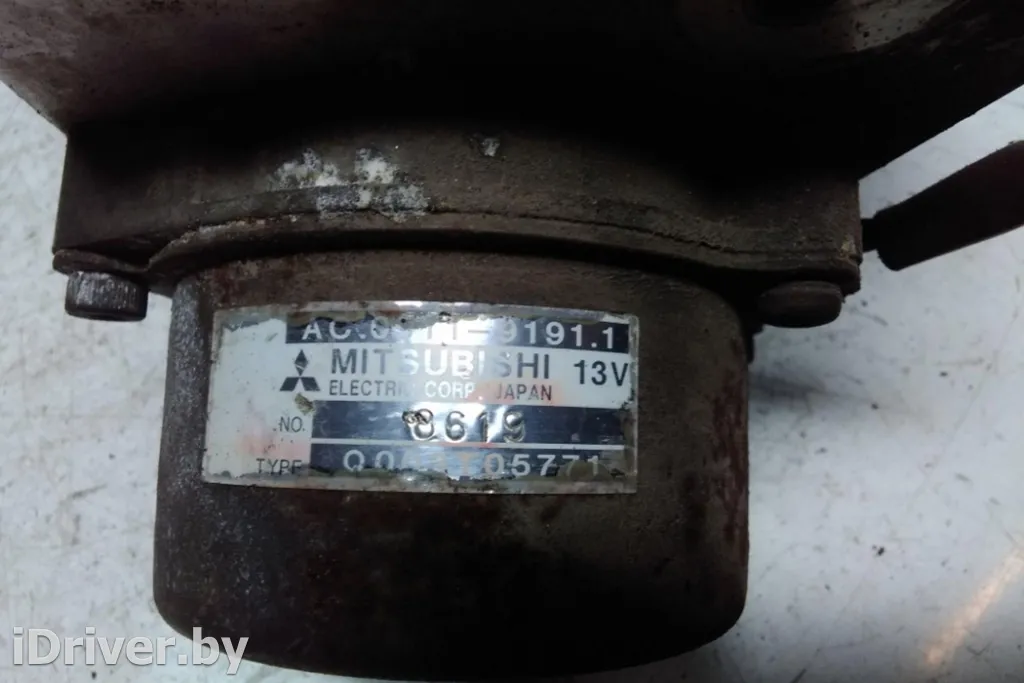 MITSUBISHI 13V
ELECTRIC CORP. JAPAN
NO. 8619
TYPE
iDriver.by